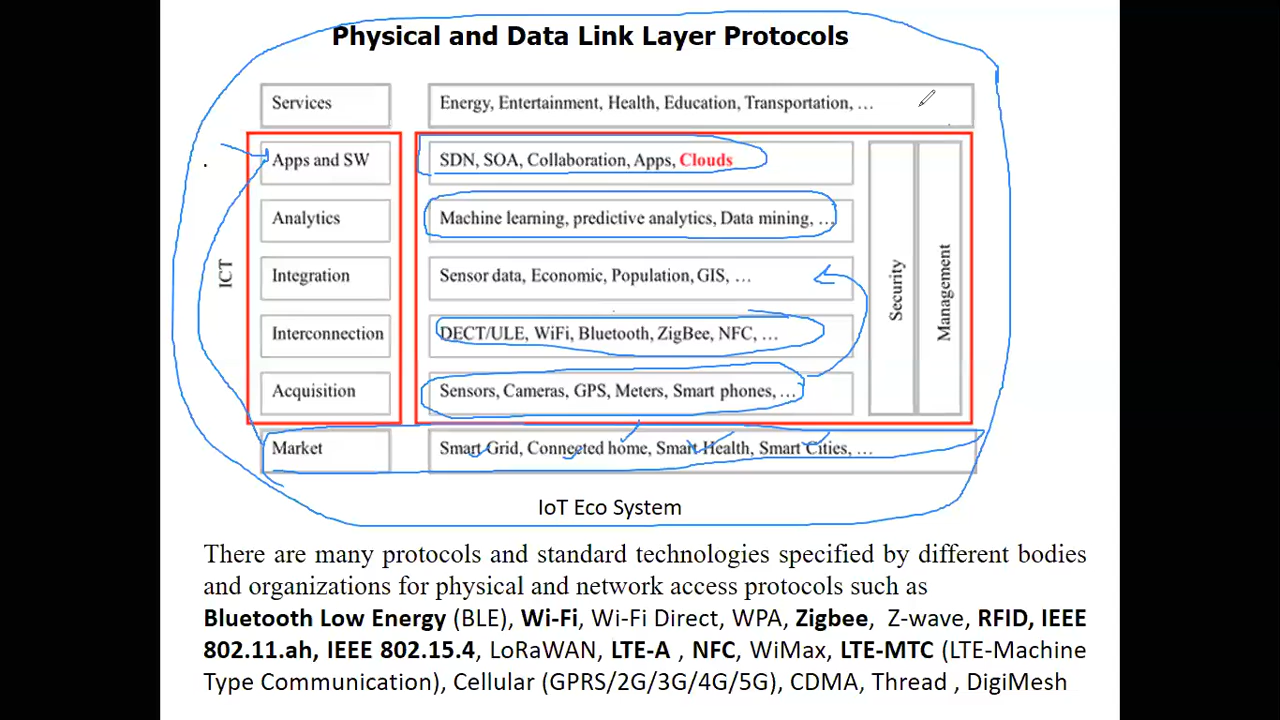 Physical and Data Link Layer Protocols
Services
Energy, Entertainment, Health, Education, Transportation, ...
Apps and SW
SDN, SOA, Collaboration, Apps, Clouds
Analytics
Machine learning, predictive analytics, Data mining, ...
Integration
Sensor data, Economic, Population, GIS, ...
Interconnection
DECT/ULE, WiFi, Bluetooth, ZigBee, NFC, ...
Acquisition
Sensors, Cameras, GPS, Meters, Smart phones, ...
ICT
Security
Management
Market
Smart Grid, Connected home, Smart Health, Smart Cities, ...
IoT Eco System
There are many protocols and standard technologies specified by different bodies
and organizations for physical and network access protocols such as
Bluetooth Low Energy (BLE), Wi-Fi, Wi-Fi Direct, WPA, Zigbee, Z-wave, RFID, IEEE
802.11.ah, IEEE 802.15.4, LoRaWAN, LTE-A , NFC, WiMax, LTE-MTC (LTE-Machine
Type Communication), Cellular (GPRS/2G/3G/4G/5G), CDMA, Thread , DigiMesh